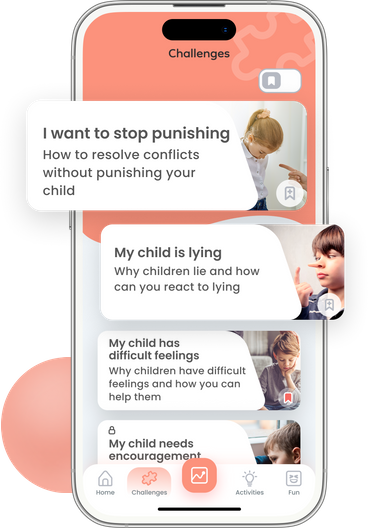 Challenges
I want to stop punishing
How to resolve conflicts
without punishing your
child
My child is lying
Why children lie and how
can you react to lying
My child has
difficult feelings
Why children have difficult
feelings and how you can
help them
My child needs
encouragement
Home
Challenges
Activities
Fun